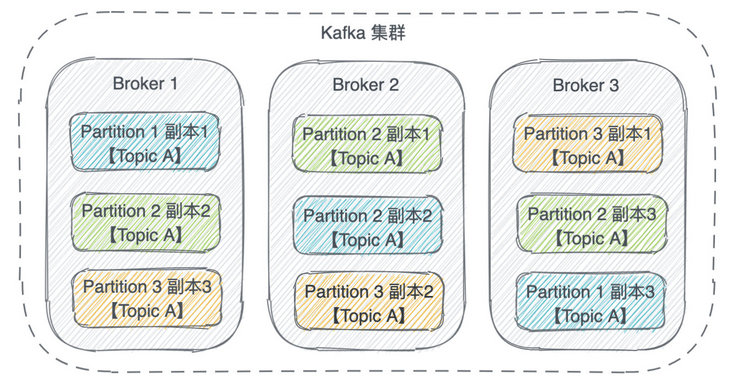 Kafka 集群
Broker 1
Partition 1 副本1
【Topic A】
Partition 2 副本2
【Topic A】
Partition 3 副本3
【Topic A】
Broker 2
Partition 2 副本1
【Topic A】
Partition 2 副本2
【Topic A】
Partition 3 副本2
【Topic A】
Broker 3
Partition 3 副本1
【Topic A】
Partition 2 副本3
【Topic A】
Partition 1 副本3
【Topic A】